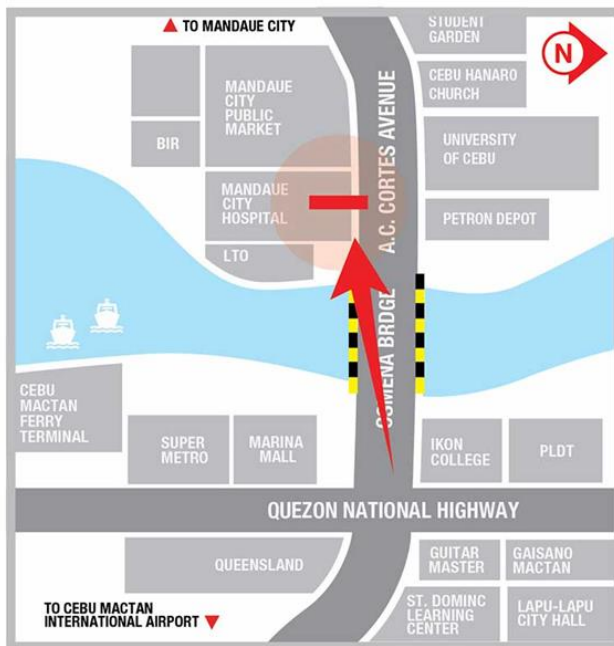 TO MANDAUE CITY
STUDENT
GARDEN
N
MANDAUE
CITY
PUBLIC
MARKET
CEBU HANARO
CHURCH
BIR
UNIVERSITY
OF CEBU
MANDAUE
CITY
HOSPITAL
PETRON DEPOT
LTO
A.C. CORTES AVENUE
OSMENA BRDGE
CEBU
MACTAN
FERRY
TERMINAL
SUPER
METRO
MARINA
MALL
IKON
COLLEGE
PLDT
QUEZON NATIONAL HIGHWAY
QUEENSLAND
GUITAR
MASTER
GAISANO
MACTAN
TO CEBU MACTAN
INTERNATIONAL AIRPORT
ST. DOMINC
LEARNING
CENTER
LAPU-LAPU
CITY HALL